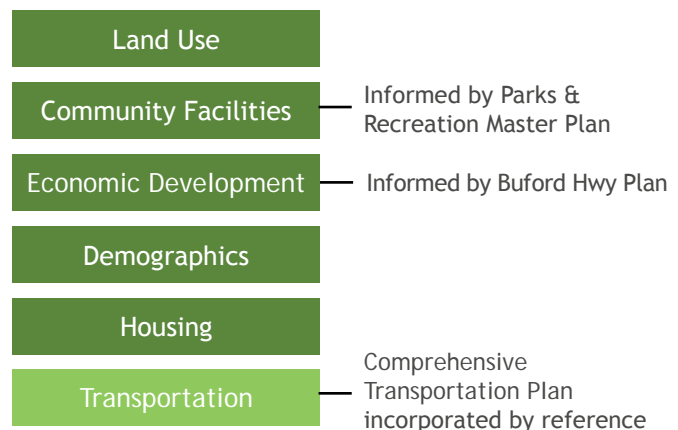 Land Use
Community Facilities
Informed by Parks &
Recreation Master Plan
Economic Development
Informed by Buford Hwy Plan
Demographics
Housing
Transportation
Comprehensive
Transportation Plan
incorporated by reference